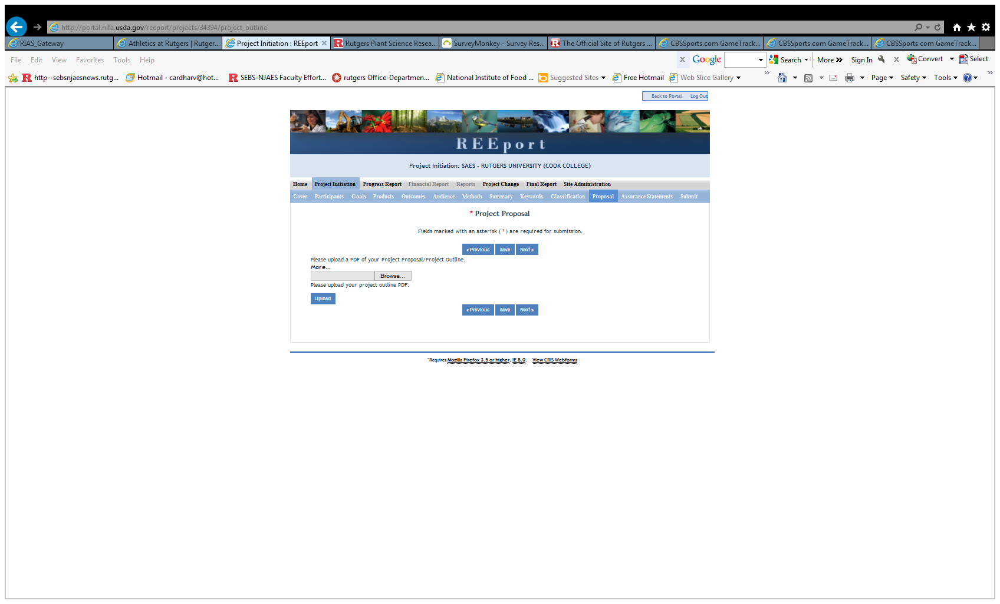 http://portal.nifa.usda.gov/reeport/projects/34394/project_outline
RIAS_Gateway Athletics at Rutgers | Rutger... Project Initiation : REEport Rutgers Plant Science Resea... SurveyMonkey - Survey Res... The Official Site of Rutgers ... CBSSports.com GameTrack... CBSSports.com GameTrack... CBSSports.com GameTrack...
File Edit View Favorites Tools Help x Google Search More » Sign In x Convert Select
http--sebsnjaesnews.rutg... Hotmail - cardharv@hot... SEBS-NJAES Faculty Effort... rutgers Office-Departmen... National Institute of Food ... Suggested Sites Free Hotmail Web Slice Gallery » Page Safety Tools »
Back to Portal Log Out
REEport
Project Initiation: SAES - RUTGERS UNIVERSITY (COOK COLLEGE)
Home Project Initiation Progress Report Financial Report Reports Project Change Final Report Site Administration
Cover Participants Goals Products Outcomes Audience Methods Summary Keywords Classification Proposal Assurance Statements Submit
* Project Proposal
Fields marked with an asterisk ( * ) are required for submission.
« Previous Save Next »
Please upload a PDF of your Project Proposal/Project Outline.
More...
Browse...
Please upload your project outline PDF.
Upload
« Previous Save Next »
*Requires Mozilla Firefox 3.5 or higher, IE 8.0. View CRIS Webforms